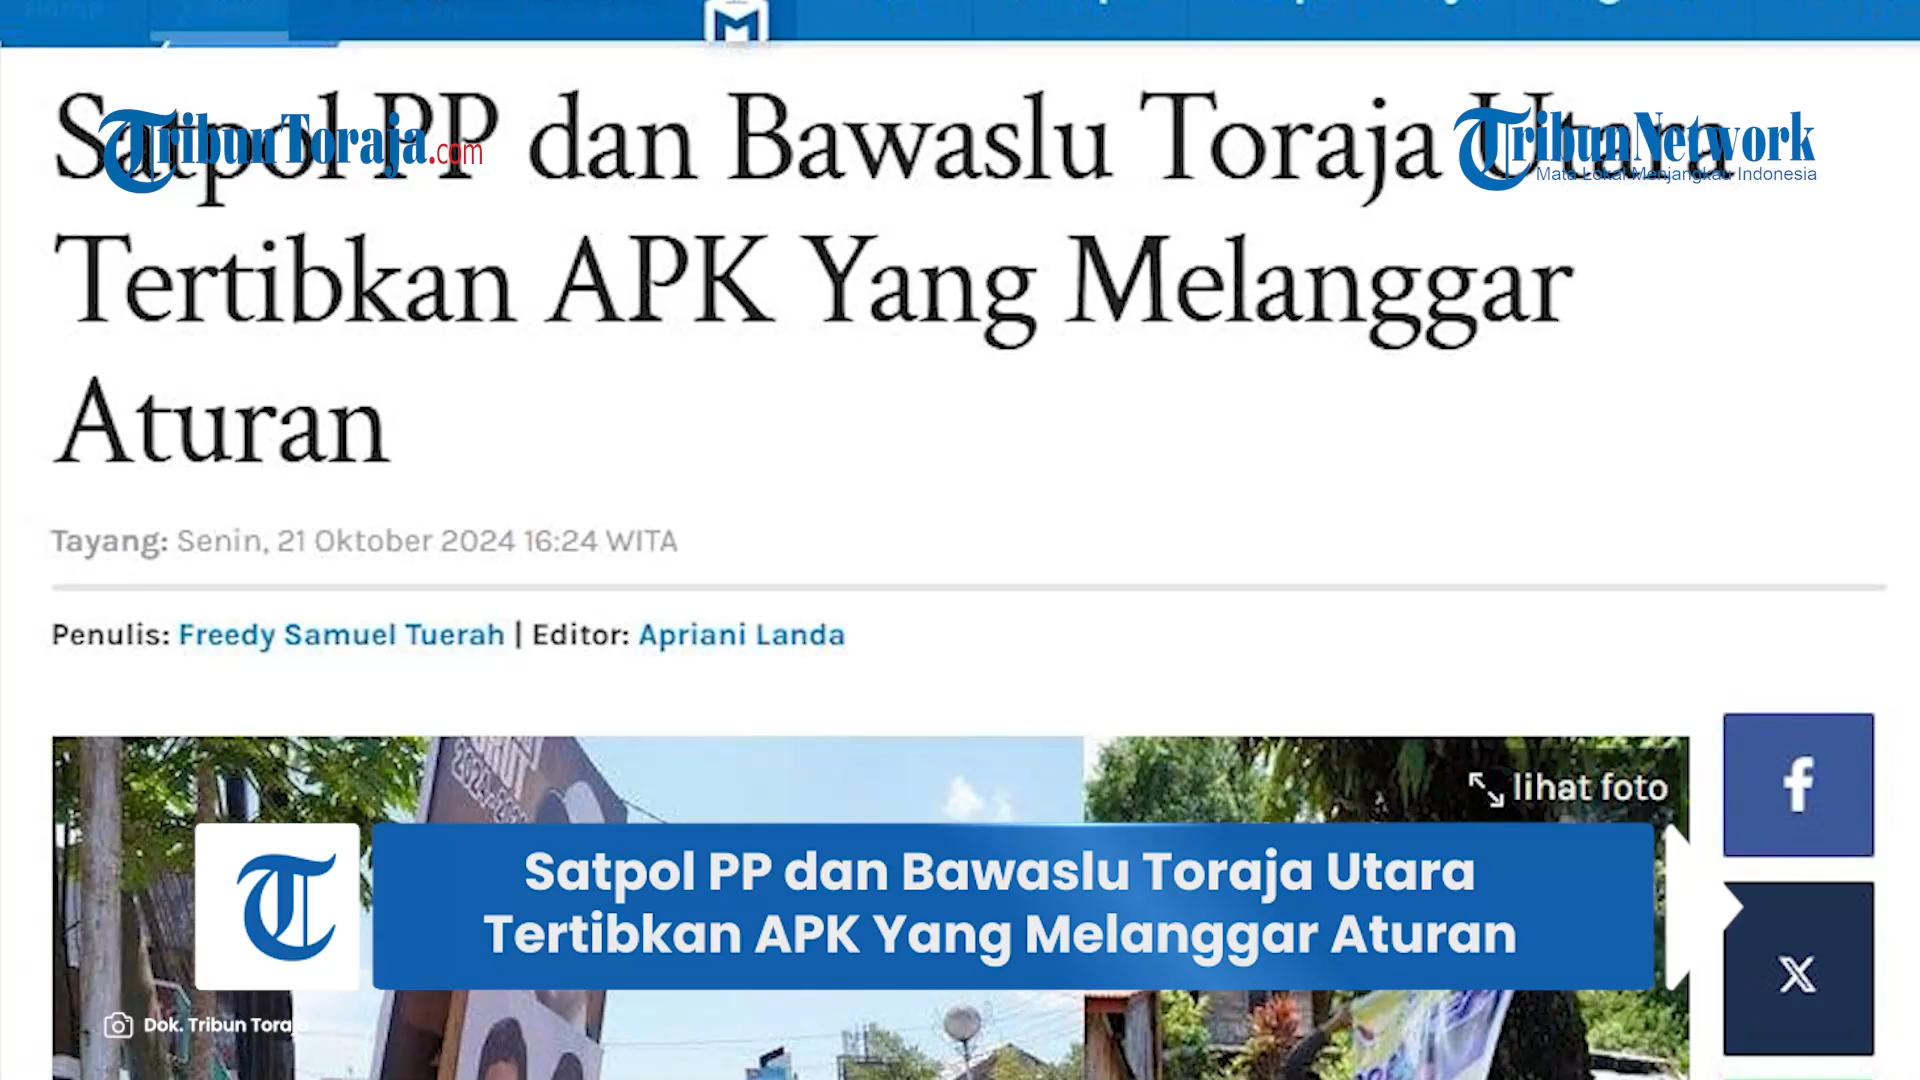 Satpol PP dan Bawaslu Toraja Utara
TribunToraja.com
TribunNetwork
Mata Lokal Menjangkau Indonesia
Tertibkan APK Yang Melanggar
Aturan
Tayang: Senin, 21 Oktober 2024 16:24 WITA
Penulis: Freedy Samuel Tuerah | Editor: Apriani Landa
lihat foto
f
T
Satpol PP dan Bawaslu Toraja Utara
Tertibkan APK Yang Melanggar Aturan
X
Dok. Tribun Toraja